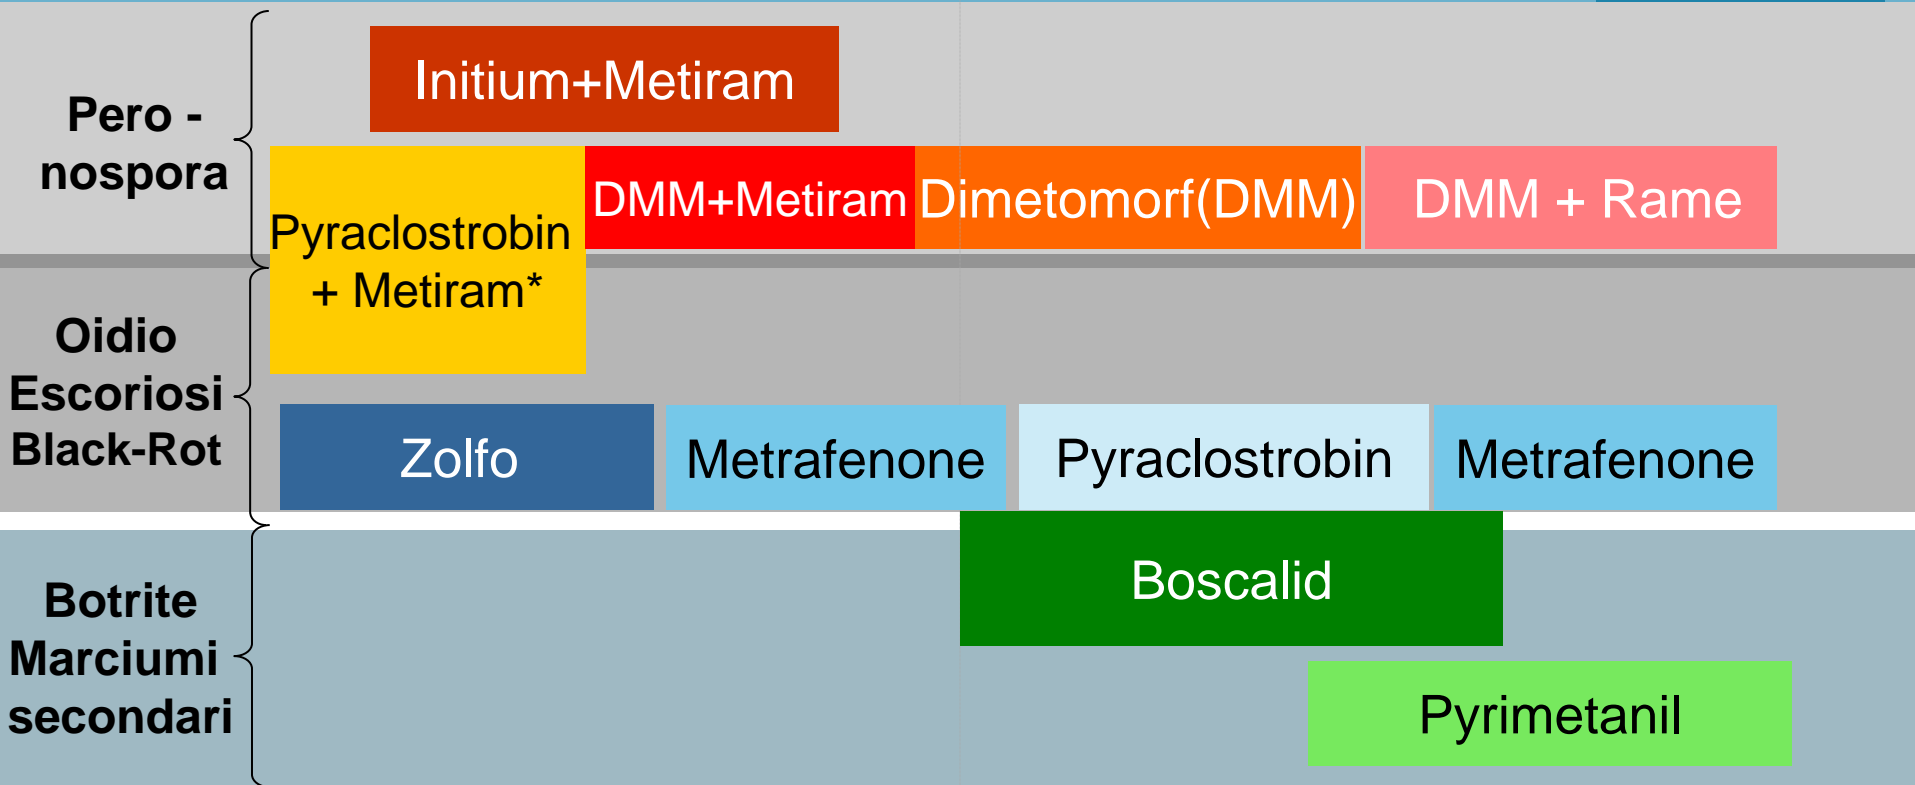 Pero -
nospora
Initium+Metiram
Pyraclostrobin
+ Metiram*
DMM+Metiram
Dimetomorf(DMM)
DMM + Rame
Oidio
Escoriosi
Black-Rot
Zolfo
Metrafenone
Pyraclostrobin
Metrafenone
Botrite
Marciumi
secondari
Boscalid
Pyrimetanil